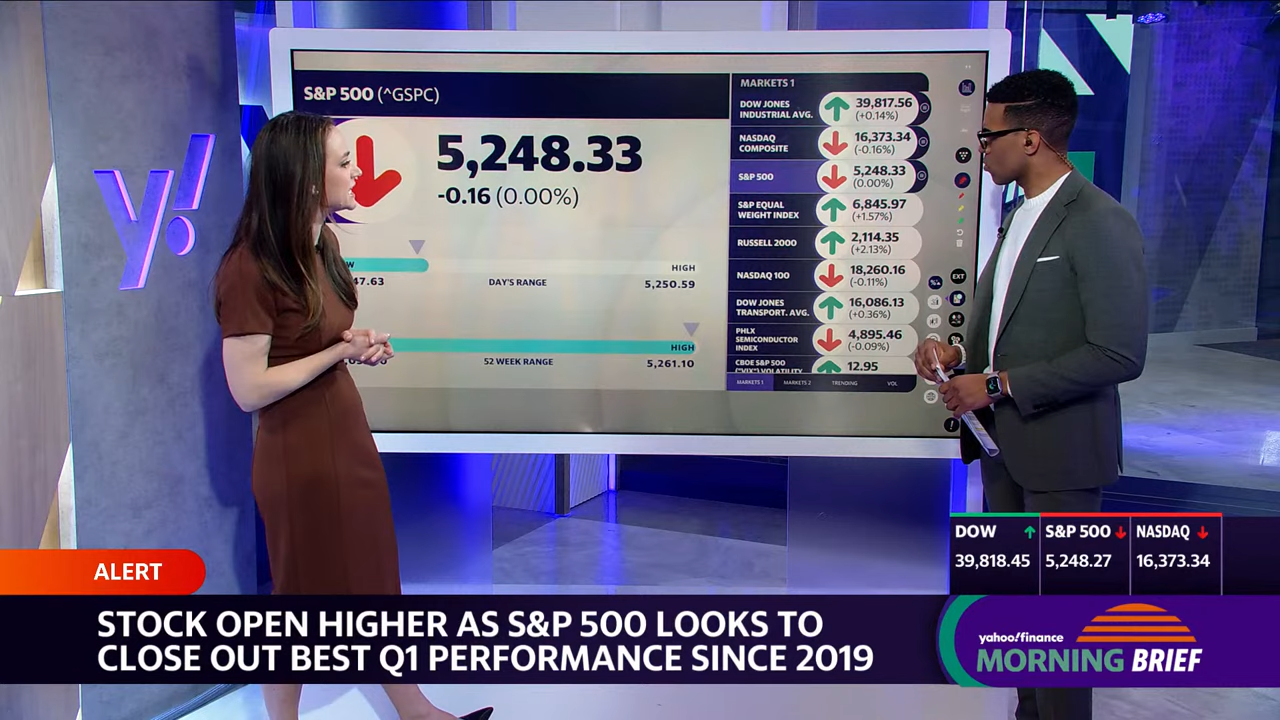 y!
S&P 500 (^GSPC)
5,248.33
-0.16 (0.00%)
HIGH
47.63
DAY'S RANGE
5,250.59
HIGH
52 WEEK RANGE
5,261.10
MARKETS 1
DOW JONES
INDUSTRIAL AVG.
39,817.56
(+0.14%)
NASDAQ
COMPOSITE
16,373.34
(-0.16%)
S&P 500
5,248.33
(0.00%)
S&P EQUAL
WEIGHT INDEX
6,845.97
(+1.57%)
RUSSELL 2000
2,114.35
(+2.13%)
NASDAQ 100
18,260.16
(-0.11%)
DOW JONES
TRANSPORT. AVG.
16,086.13
(+0.36%)
PHLX
SEMICONDUCTOR
INDEX
4,895.46
(-0.09%)
CBOE S&P 500
("VIX") VOLATILITY
12.95
MARKETS 1 MARKETS 2 TRENDING VOL
EXT
DOW S&P 500 NASDAQ
39,818.45 5,248.27 16,373.34
ALERT
STOCK OPEN HIGHER AS S&P 500 LOOKS TO
CLOSE OUT BEST Q1 PERFORMANCE SINCE 2019
yahoo!finance
MORNING BRIEF